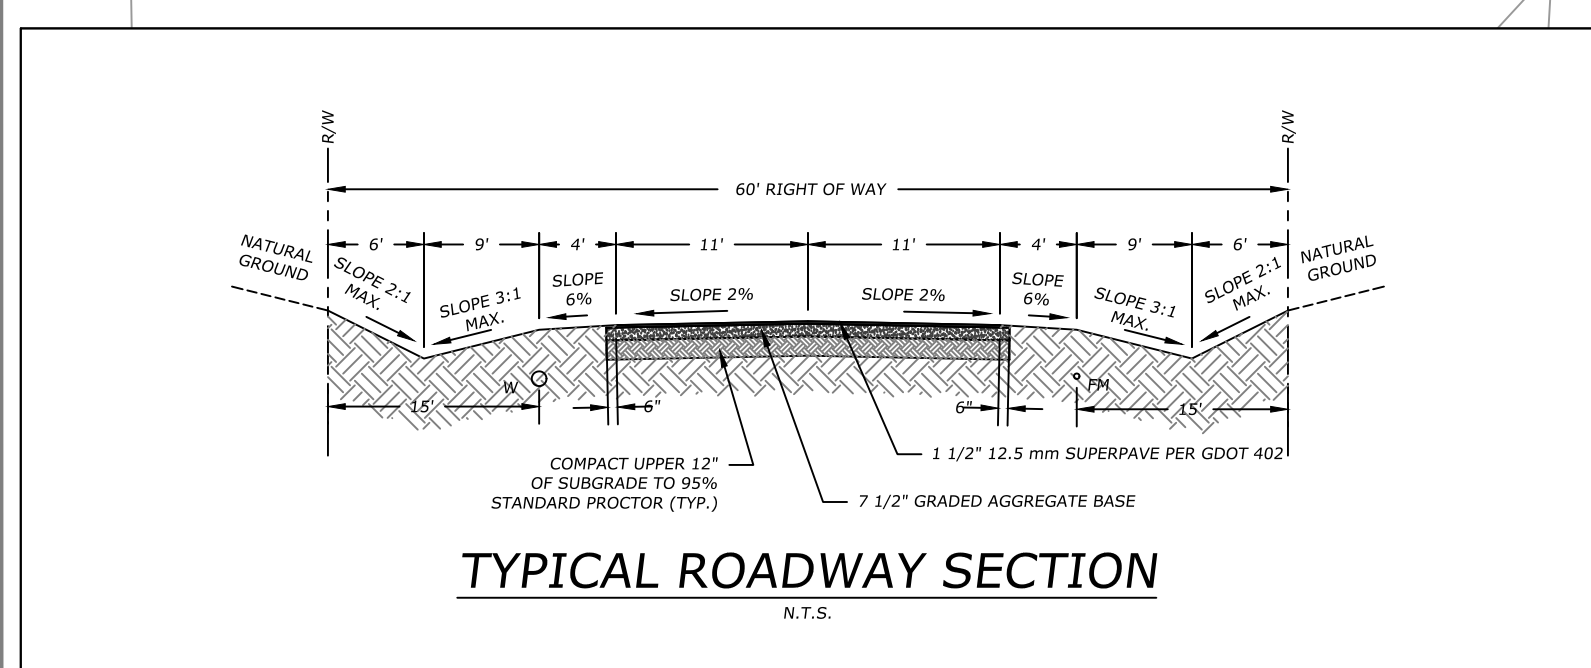 R/W
R/W
60' RIGHT OF WAY
6'
9'
4'
11'
11'
4'
9'
6'
NATURAL
GROUND
SLOPE 2:1
MAX.
SLOPE 3:1
MAX.
SLOPE
6%
SLOPE 2%
SLOPE 2%
SLOPE
6%
SLOPE 3:1
MAX.
SLOPE 2:1
MAX.
NATURAL
GROUND
W
FM
15'
6"
6"
15'
1 1/2" 12.5 mm SUPERPAVE PER GDOT 402
COMPACT UPPER 12"
OF SUBGRADE TO 95%
STANDARD PROCTOR (TYP.)
7 1/2" GRADED AGGREGATE BASE
TYPICAL ROADWAY SECTION
N.T.S.